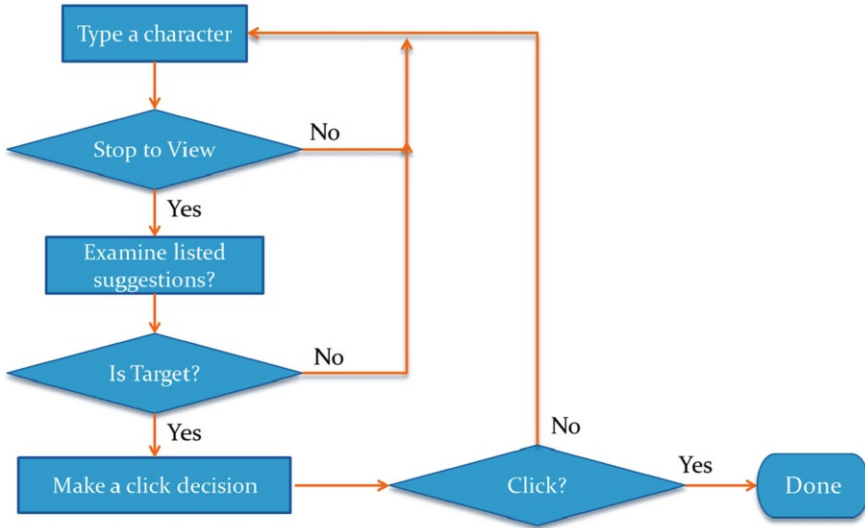 Type a character
No
Stop to View
Yes
Examine listed
suggestions?
No
Is Target?
Yes
No
Make a click decision
Click?
Yes
Done